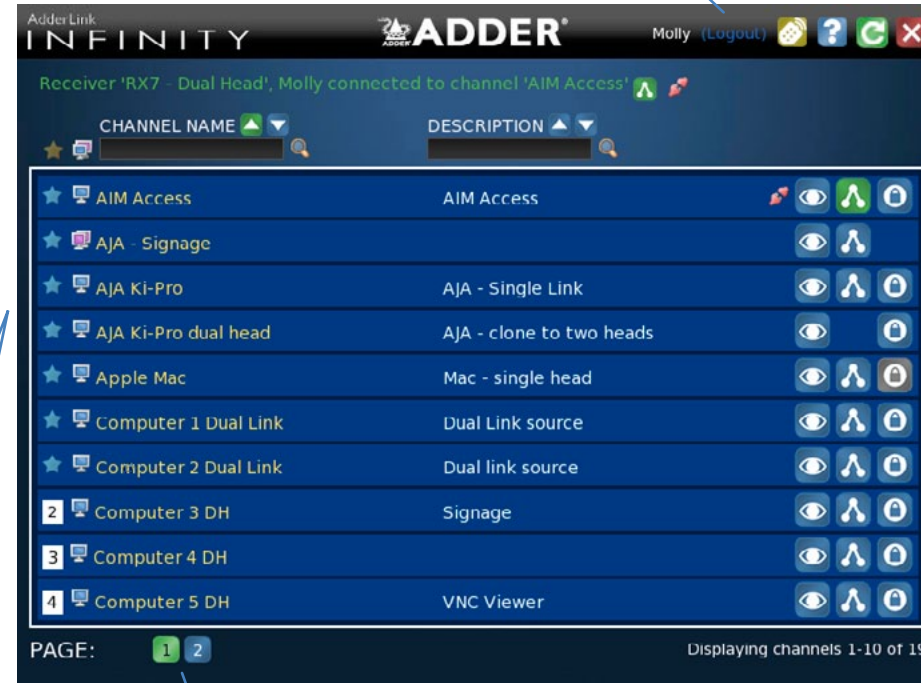 AdderLink
INFINITY
ADDER
ADDER®
Molly (Logout)
?
Receiver 'RX7 - Dual Head', Molly connected to channel 'AIM Access'
CHANNEL NAME
DESCRIPTION
AIM Access AIM Access
AJA - Signage
AJA Ki-Pro AJA - Single Link
AJA Ki-Pro dual head AJA - clone to two heads
Apple Mac Mac - single head
Computer 1 Dual Link Dual Link source
Computer 2 Dual Link Dual link source
2 Computer 3 DH Signage
3 Computer 4 DH
4 Computer 5 DH VNC Viewer
PAGE: 1 2
Displaying channels 1-10 of 19